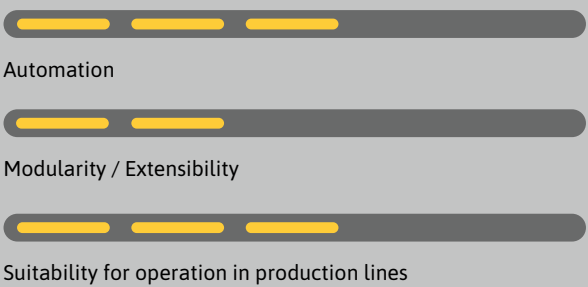 Automation
Modularity / Extensibility
Suitability for operation in production lines